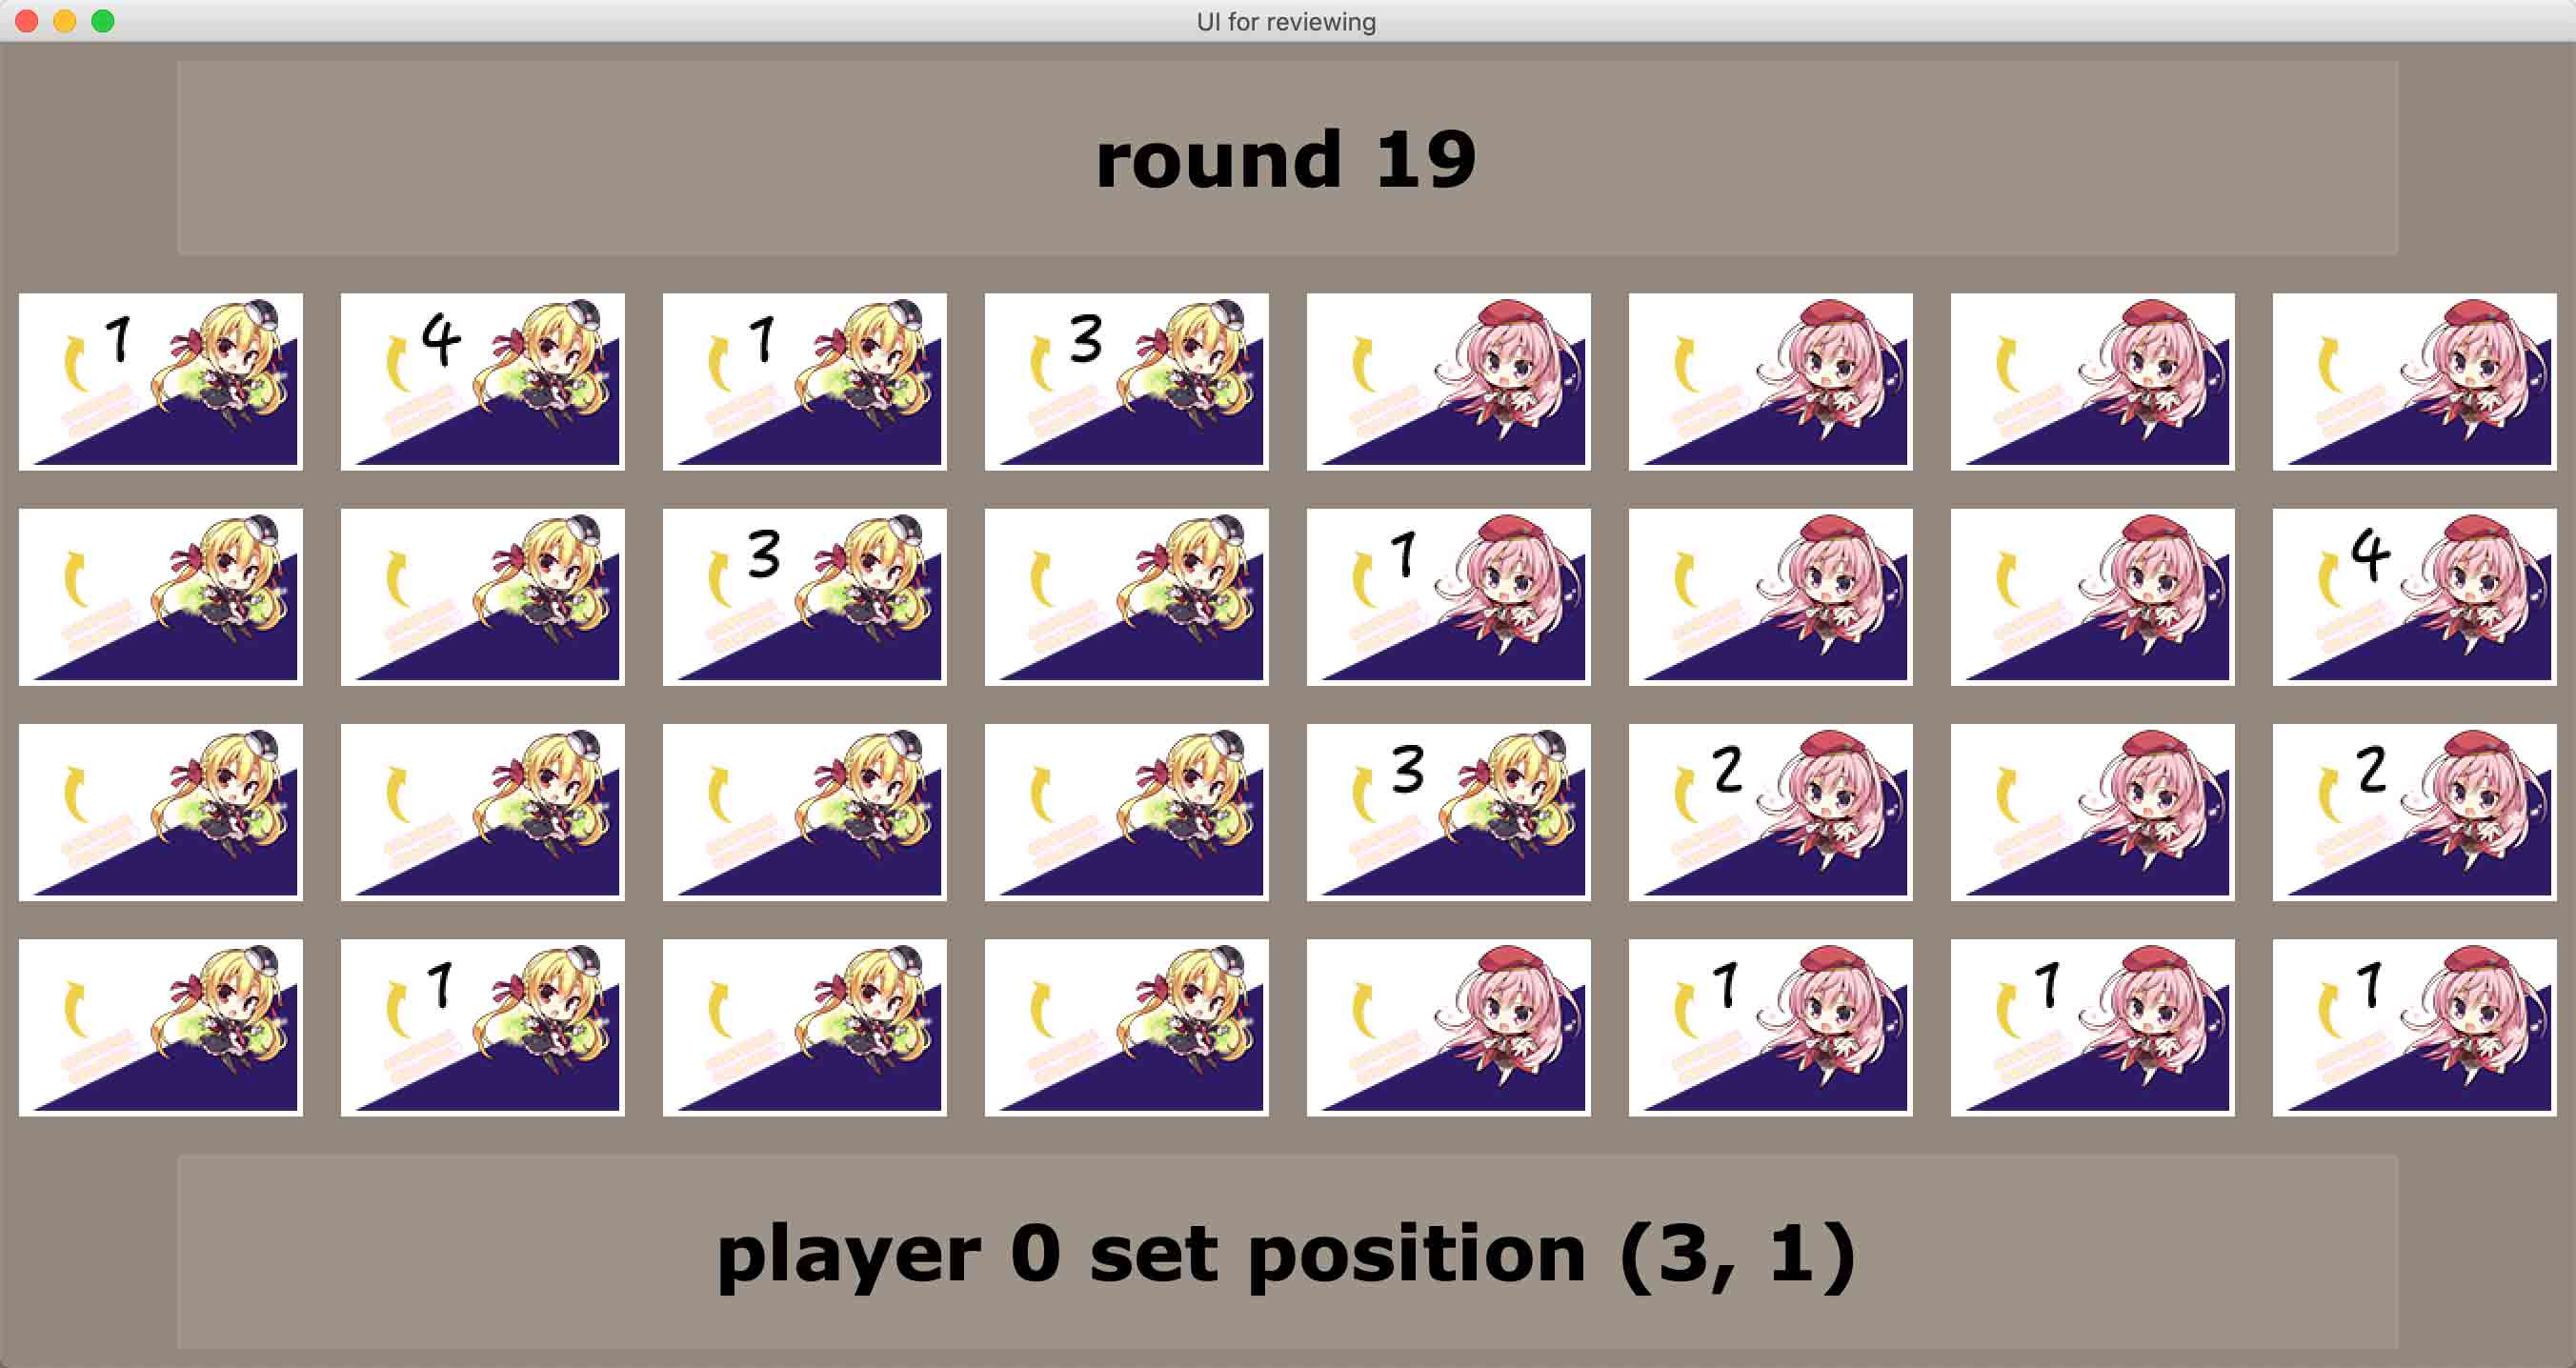 UI for reviewing
round 19
1 4 1 3
3 1 4
3 2 2
1 1 1 1
player 0 set position (3, 1)